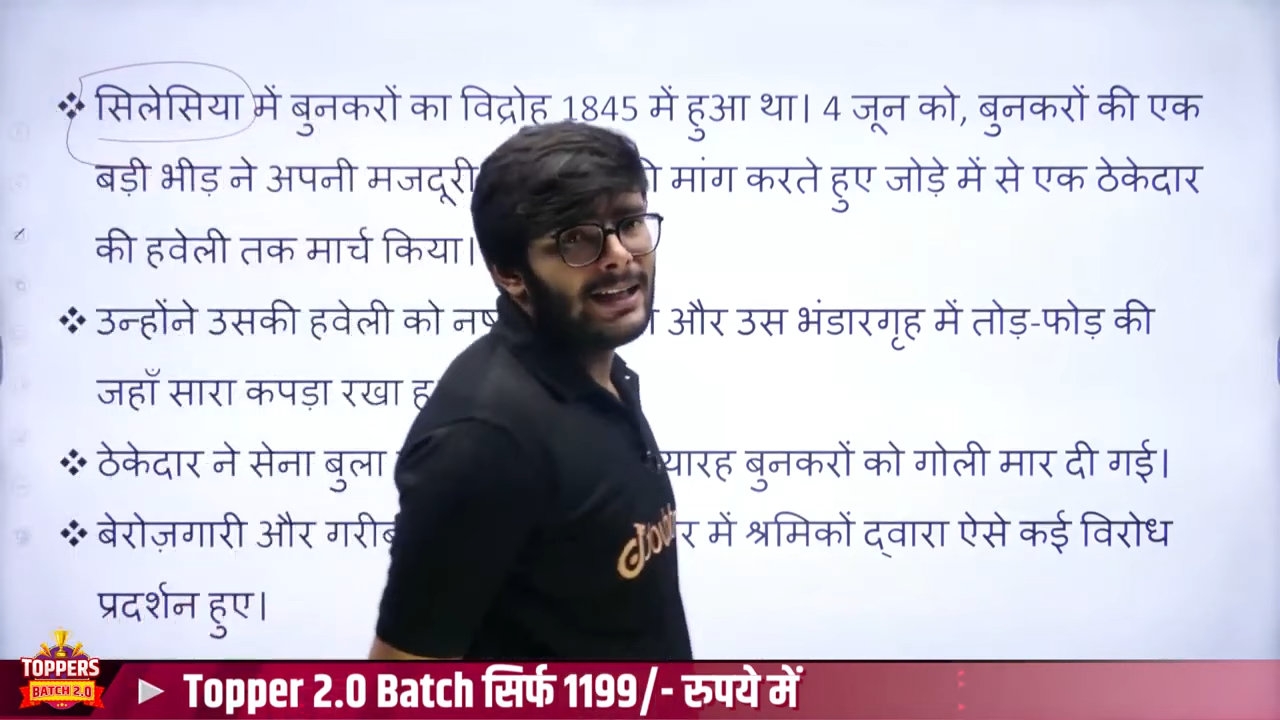 ❖ सिलेसिया में बुनकरों का विद्रोह 1845 में हुआ था। 4 जून को, बुनकरों की एक
बड़ी भीड़ ने अपनी मजदूरी मांग करते हुए जोड़े में से एक ठेकेदार
की हवेली तक मार्च किया।
❖ उन्होंने उसकी हवेली को और उस भंडारगृह में तोड़-फोड़ की
जहाँ सारा कपड़ा रखा
❖ ठेकेदार ने सेना बुला बुनकरों को गोली मार दी गई।
❖ बेरोज़गारी और में श्रमिकों द्वारा ऐसे कई विरोध
प्रदर्शन हुए।
TOPPERS
BATCH 2.0
Topper 2.0 Batch सिर्फ 1199/- रुपये में